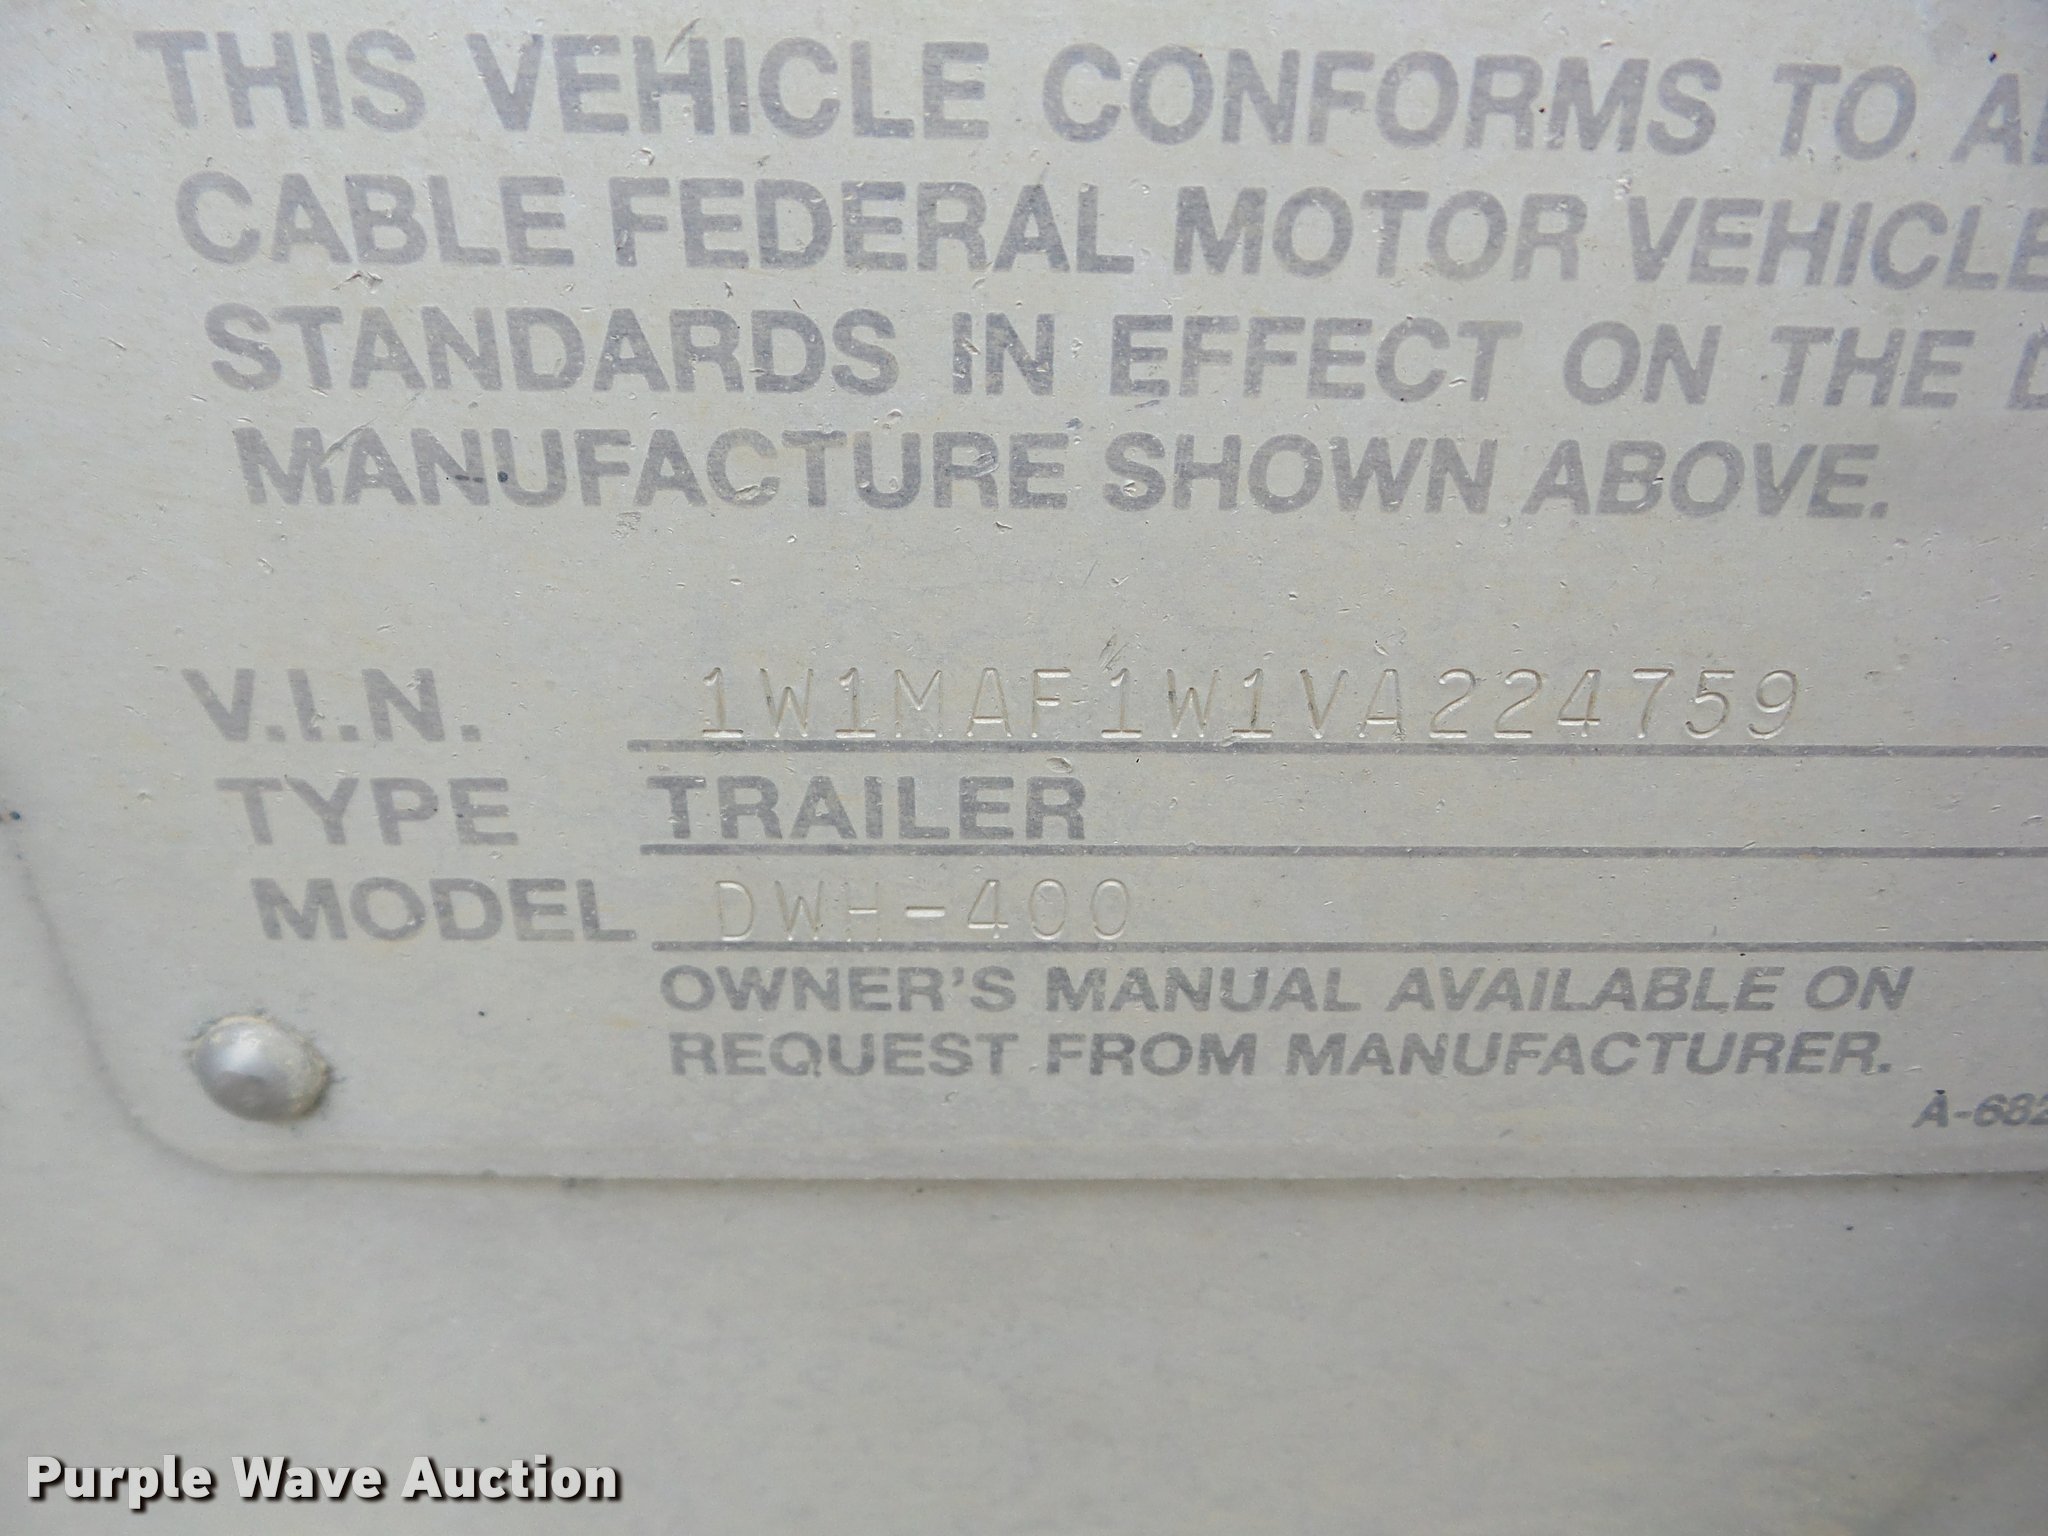 THIS VEHICLE CONFORMS TO
CABLE FEDERAL MOTOR VEHICLE
STANDARDS IN EFFECT ON THE D
MANUFACTURE SHOWN ABOVE.
V.I.N. 1W1MAF1W1VA224759
TYPE TRAILER
MODEL DWH-400
OWNER'S MANUAL AVAILABLE ON
REQUEST FROM MANUFACTURER.
A-682
Purple Wave Auction